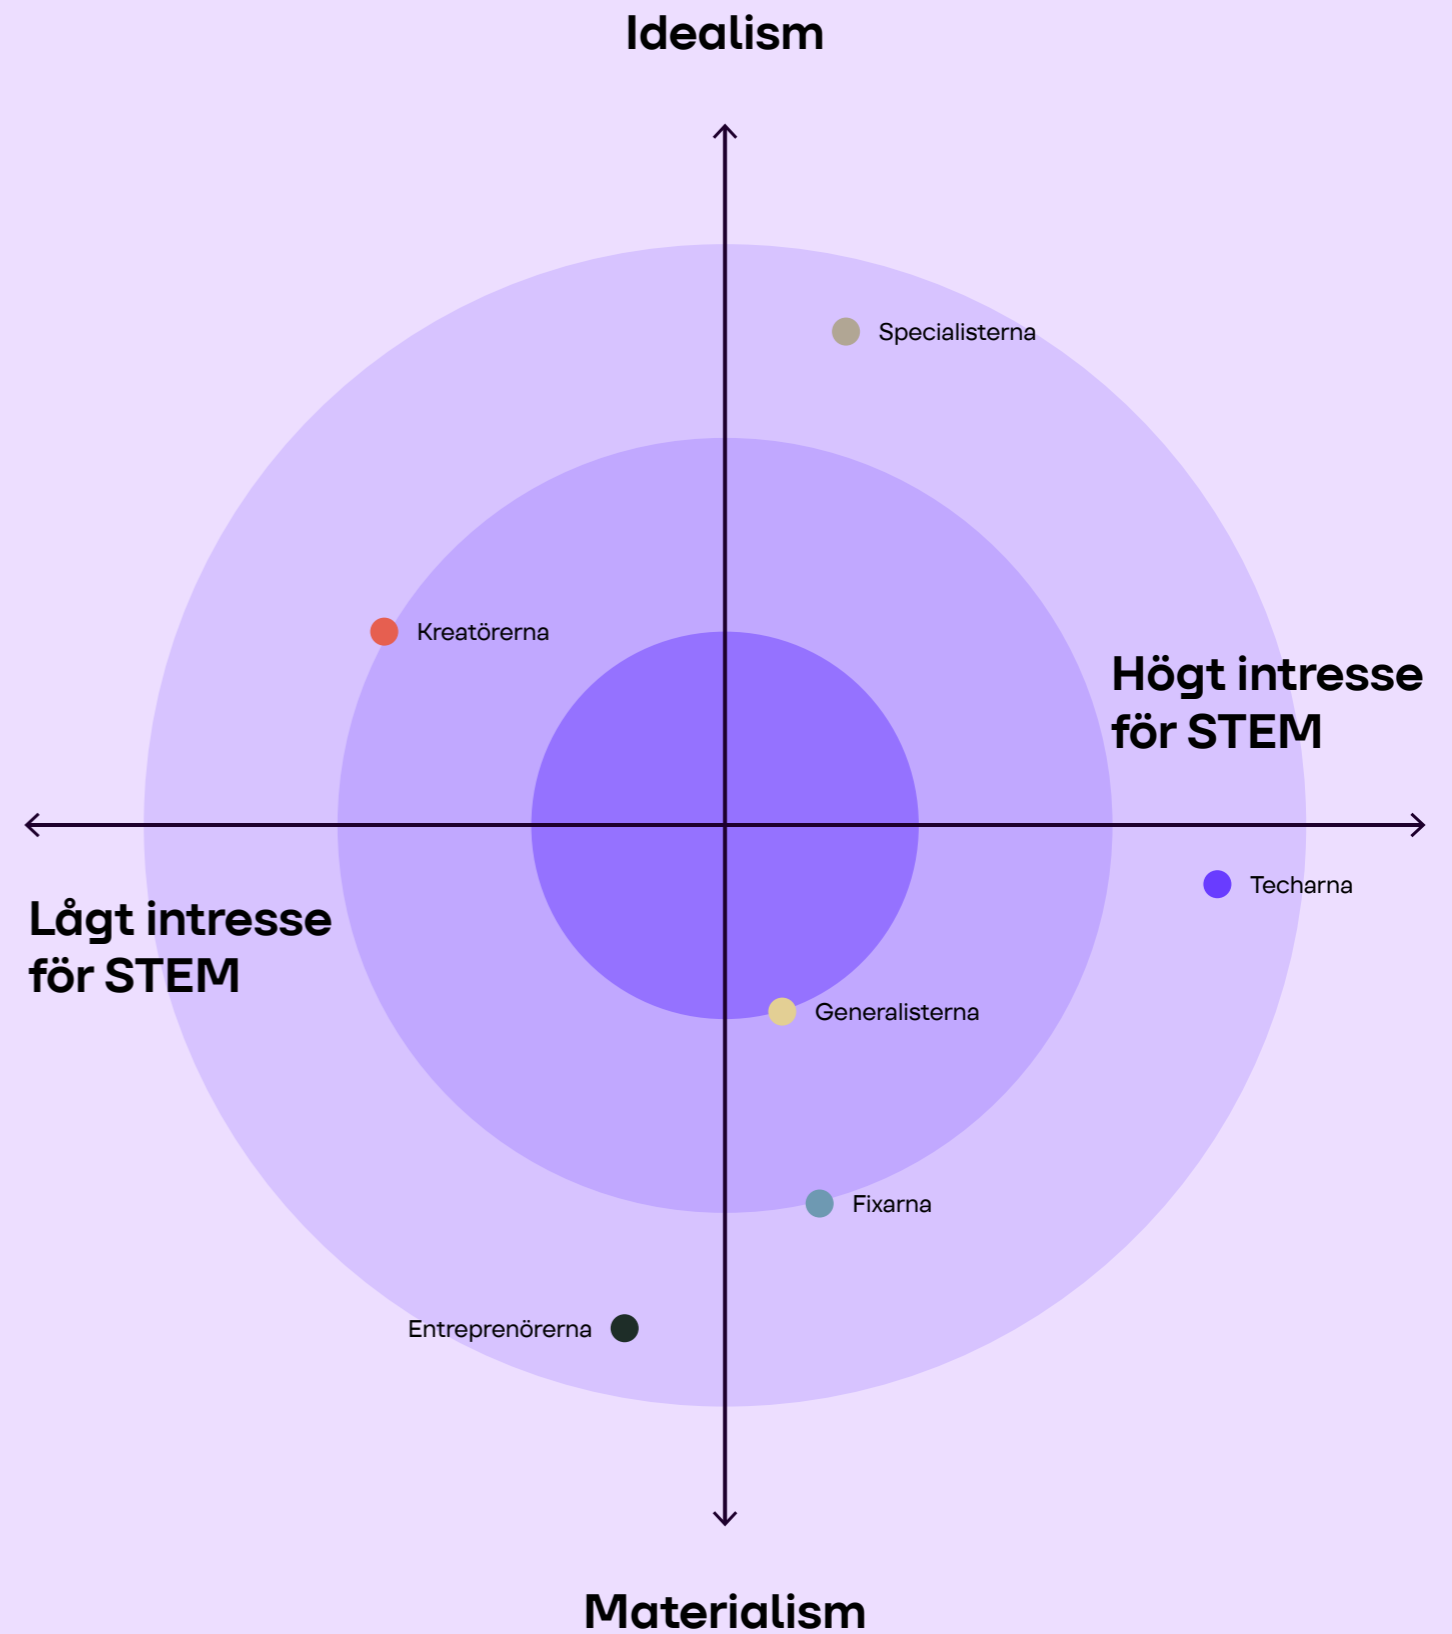 Idealism
Specialisterna
Kreatörerna
Högt intresse
för STEM
Techarna
Lågt intresse
för STEM
Generalisterna
Fixarna
Entreprenörerna
Materialism